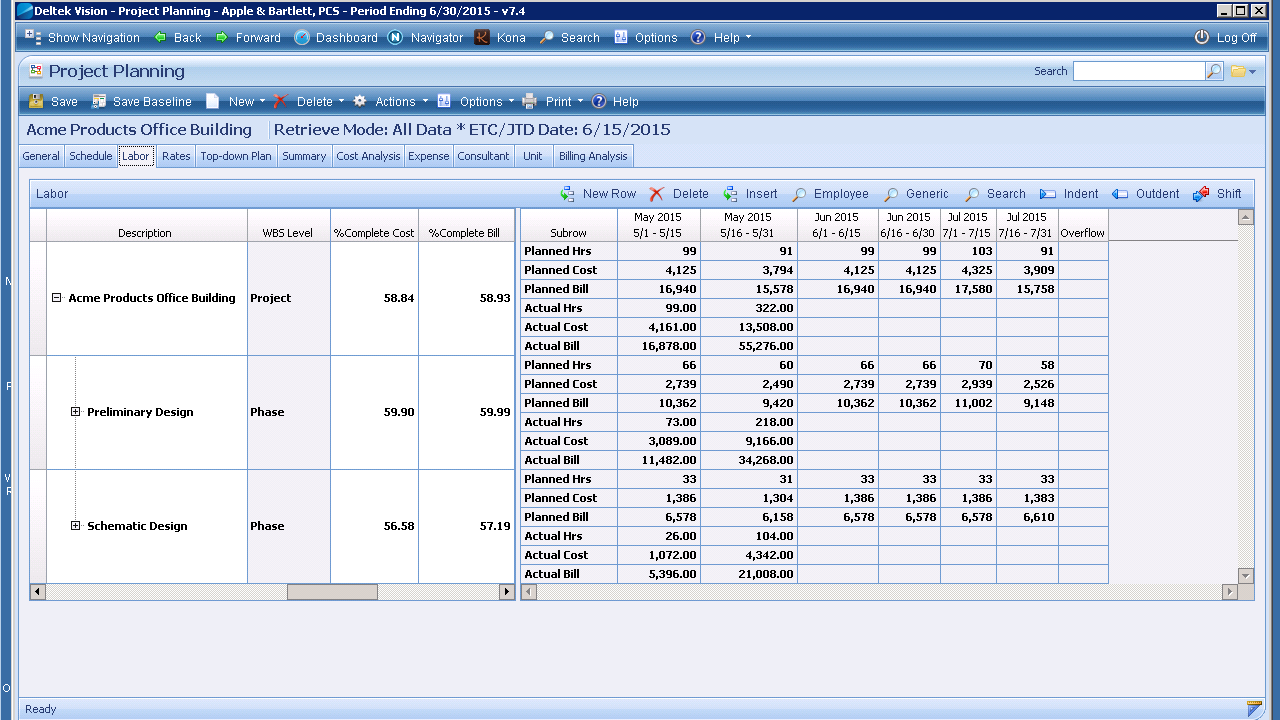 Deltek Vision - Project Planning - Apple & Bartlett, PCS - Period Ending 6/30/2015 - v7.4
Show Navigation Back Forward Dashboard Navigator Kona Search Options Help Log Off
Project Planning Search
Save Save Baseline New Delete Actions Options Print Help
Acme Products Office Building Retrieve Mode: All Data * ETC/JTD Date: 6/15/2015
General Schedule Labor Rates Top-down Plan Summary Cost Analysis Expense Consultant Unit Billing Analysis
Labor New Row Delete Insert Employee Generic Search Indent Outdent Shift
May 2015 May 2015 Jun 2015 Jun 2015 Jul 2015 Jul 2015
Description WBS Level %Complete Cost %Complete Bill Subrow 5/1 - 5/15 5/16 - 5/31 6/1 - 6/15 6/16 - 6/30 7/1 - 7/15 7/16 - 7/31 Overflow
Planned Hrs 99 91 99 99 103 91
Planned Cost 4,125 3,794 4,125 4,125 4,325 3,909
Planned Bill 16,940 15,578 16,940 16,940 17,580 15,758
Acme Products Office Building Project 58.84 58.93
Actual Hrs 99.00 322.00
Actual Cost 4,161.00 13,508.00
Actual Bill 16,878.00 55,276.00
Planned Hrs 66 60 66 66 70 58
Planned Cost 2,739 2,490 2,739 2,739 2,939 2,526
Planned Bill 10,362 9,420 10,362 10,362 11,002 9,148
Preliminary Design Phase 59.90 59.99
Actual Hrs 73.00 218.00
Actual Cost 3,089.00 9,166.00
Actual Bill 11,482.00 34,268.00
Planned Hrs 33 31 33 33 33 33
Planned Cost 1,386 1,304 1,386 1,386 1,386 1,383
Planned Bill 6,578 6,158 6,578 6,578 6,578 6,610
Schematic Design Phase 56.58 57.19
Actual Hrs 26.00 104.00
Actual Cost 1,072.00 4,342.00
Actual Bill 5,396.00 21,008.00
Ready